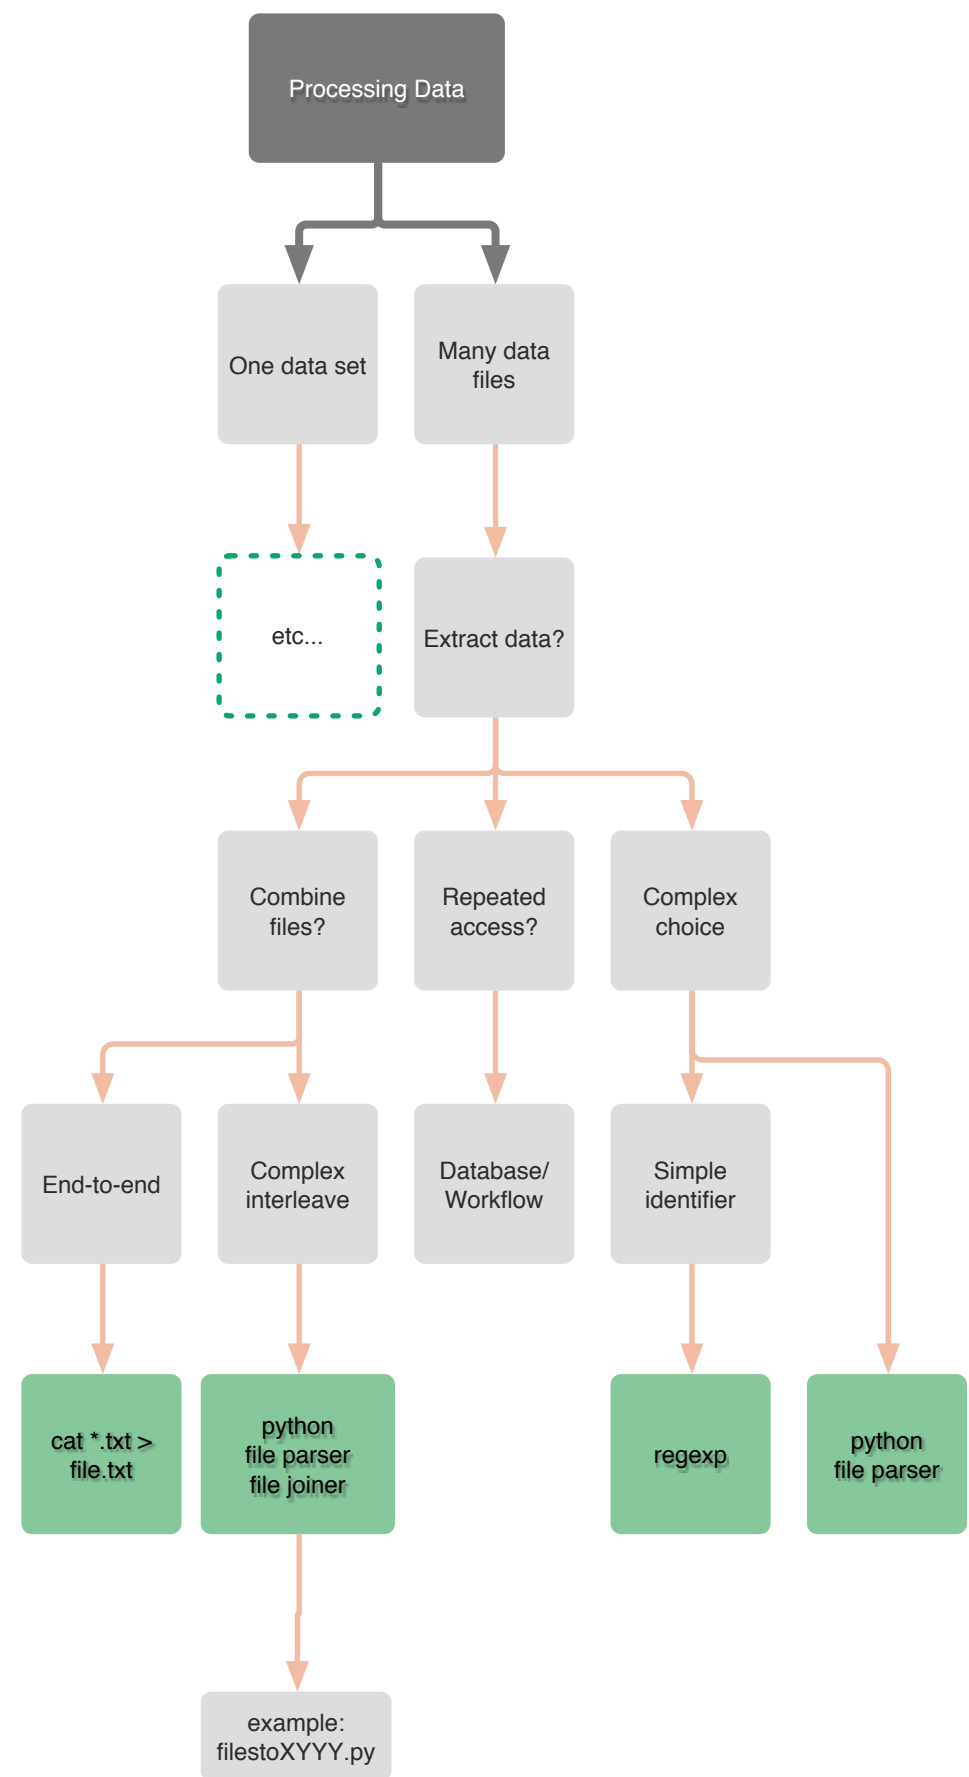 Processing Data
One data set
Many data
files
etc...
Extract data?
Combine
files?
Repeated
access?
Complex
choice
End-to-end
Complex
interleave
Database/
Workflow
Simple
identifier
cat *.txt >
file.txt
python
file parser
file joiner
regexp
python
file parser
example:
filestoXYYY.py